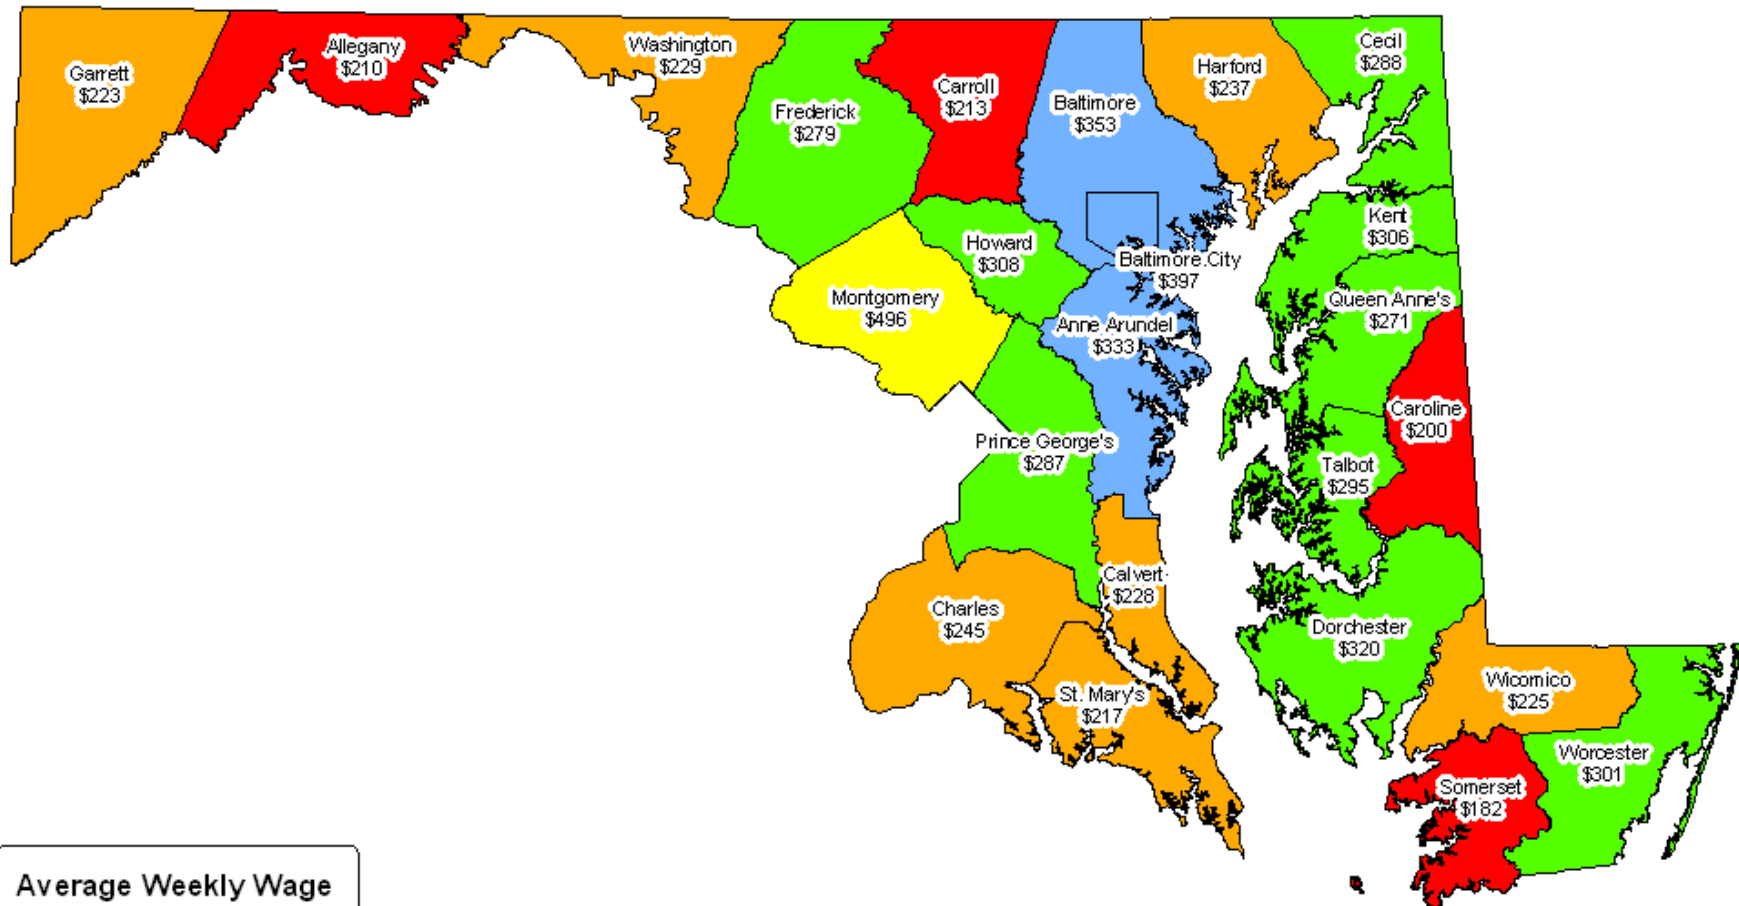 Garrett
$223
Allegany
$210
Washington
$229
Frederick
$279
Carroll
$213
Baltimore
$353
Harford
$237
Cecil
$288
Kent
$306
Howard
$308
Baltimore City
$397
Montgomery
$496
Anne Arundel
$333
Queen Anne's
$271
Caroline
$200
Prince George's
$287
Talbot
$295
Calvert
$228
Charles
$245
Dorchester
$320
St. Mary's
$217
Wicomico
$225
Worcester
$301
Somerset
$182
Average Weekly Wage